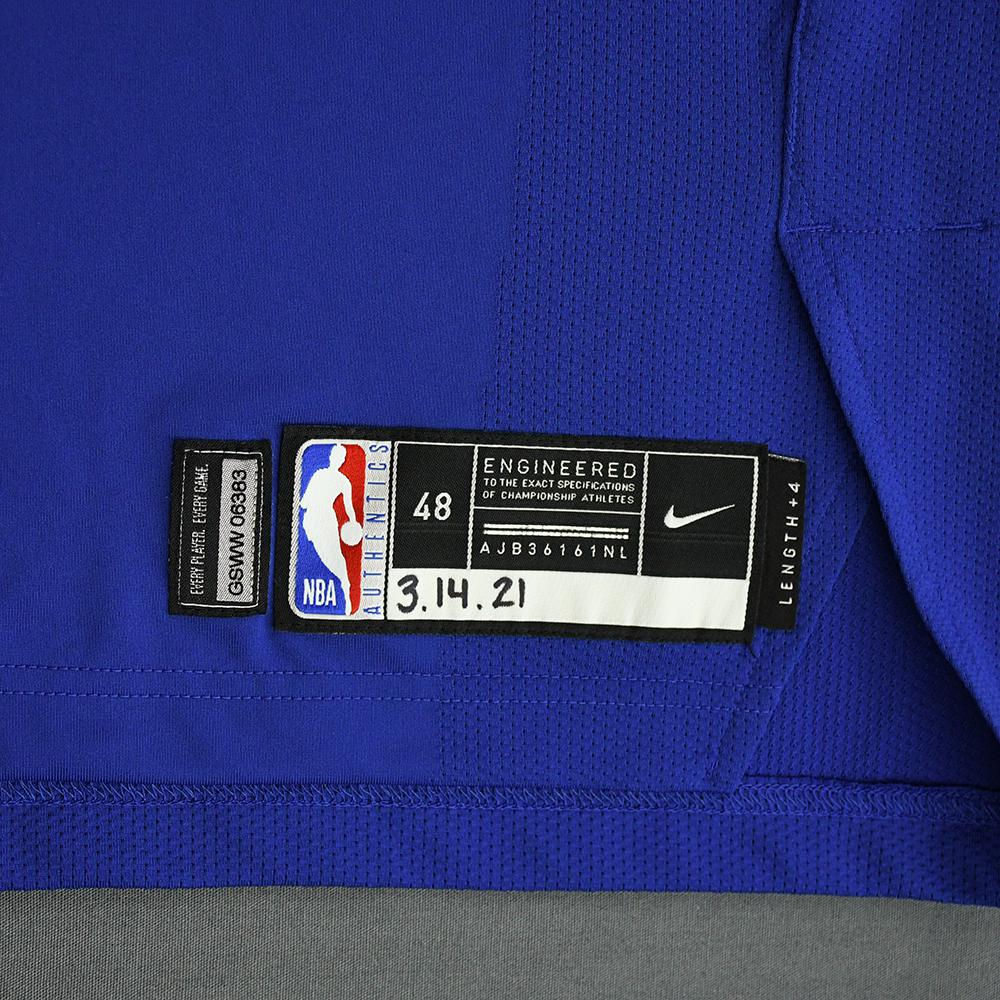 EVERY PLAYER. EVERY GAME.
GSWW 06383
NBA
AUTHENTICS
48
ENGINEERED
TO THE EXACT SPECIFICATIONS
OF CHAMPIONSHIP ATHLETES
AJB36161NL
3.14.21
LENGTH +4